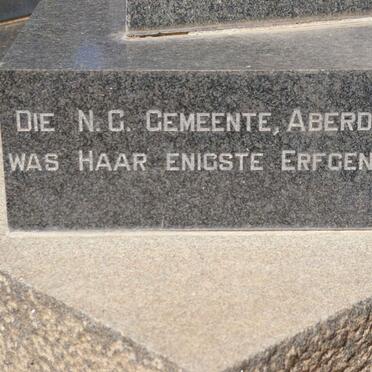 DIE N.G. GEMEENTE, ABERD
WAS HAAR ENIGSTE ERFGEN